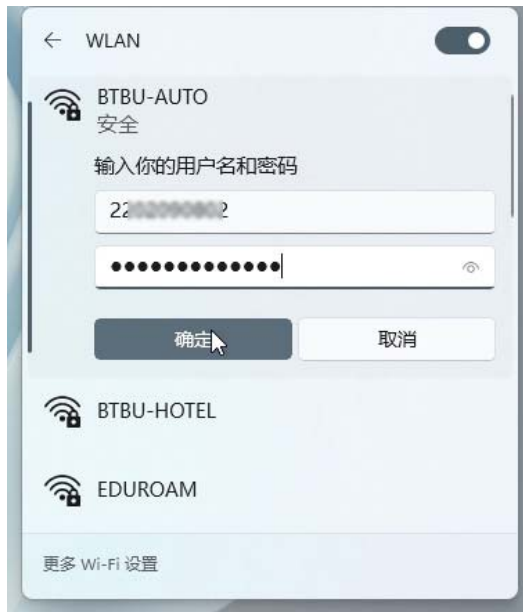 WLAN
BTBU-AUTO
安全
输入你的用户名和密码
确定
取消
BTBU-HOTEL
EDUROAM
更多 Wi-Fi 设置